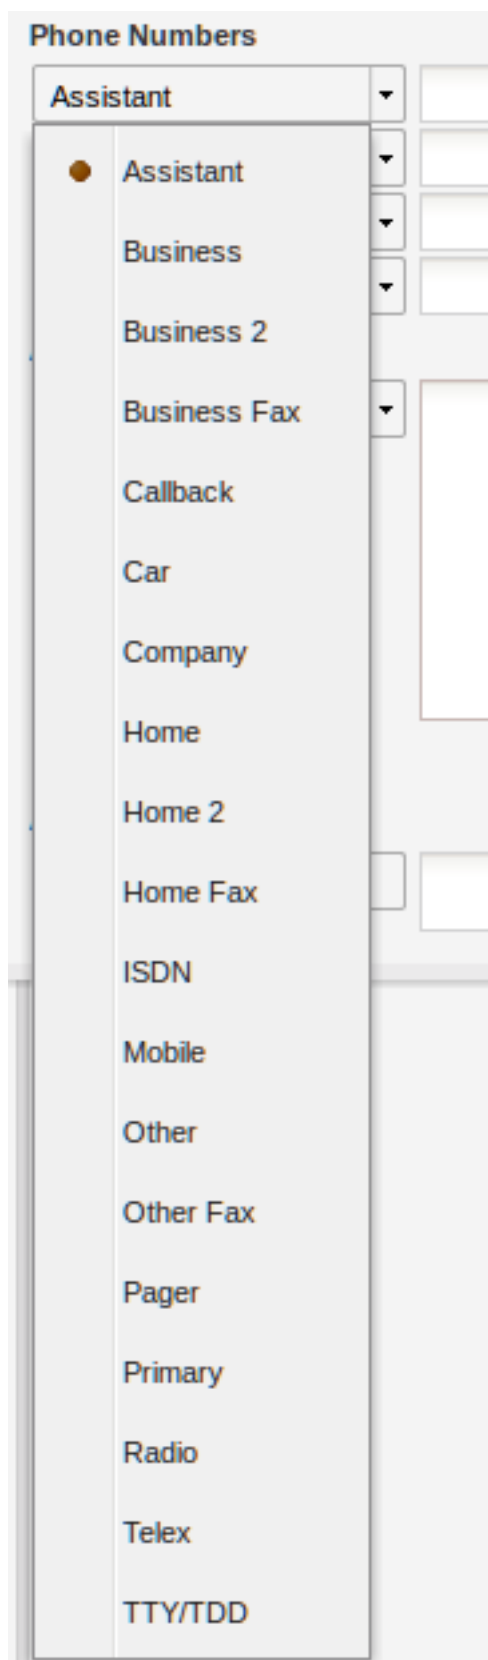 Phone Numbers
Assistant
Assistant
Business
Business 2
Business Fax
Callback
Car
Company
Home
Home 2
Home Fax
ISDN
Mobile
Other
Other Fax
Pager
Primary
Radio
Telex
TTY/TDD